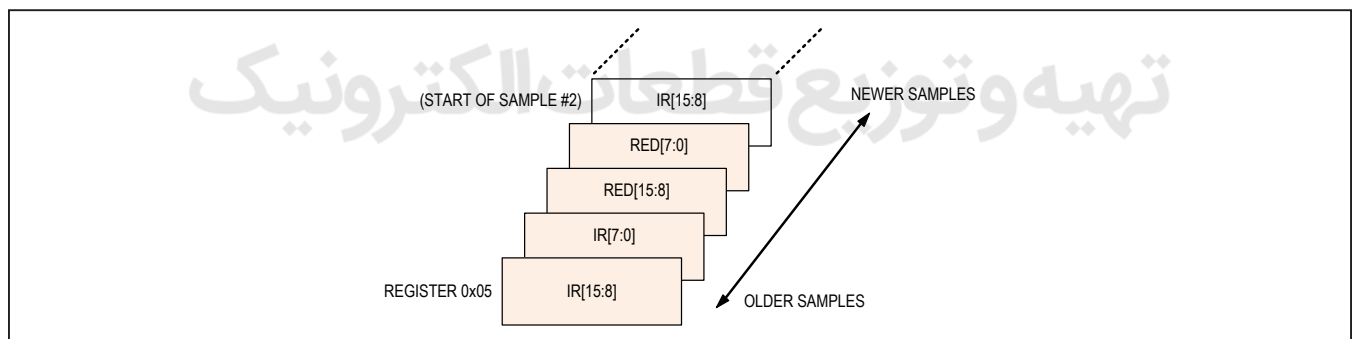 تهیه و توزیع قطعات الکترونیک
(START OF SAMPLE #2)
IR[15:8]
NEWER SAMPLES
RED[7:0]
RED[15:8]
IR[7:0]
REGISTER 0x05
IR[15:8]
OLDER SAMPLES